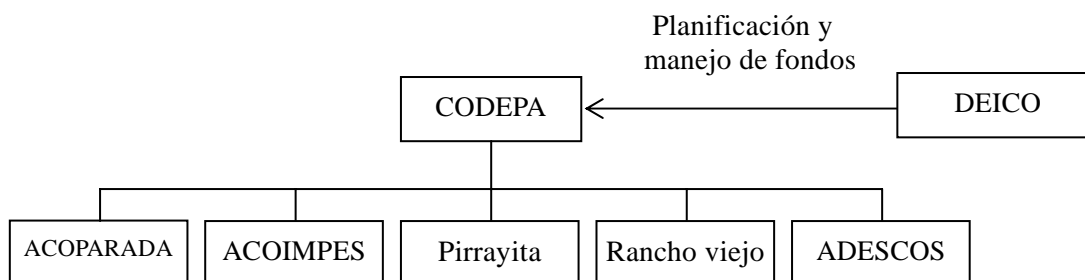 Planificación y
manejo de fondos
CODEPA
DEICO
ACOPARADA
ACOIMPES
Pirrayita
Rancho viejo
ADESCOS